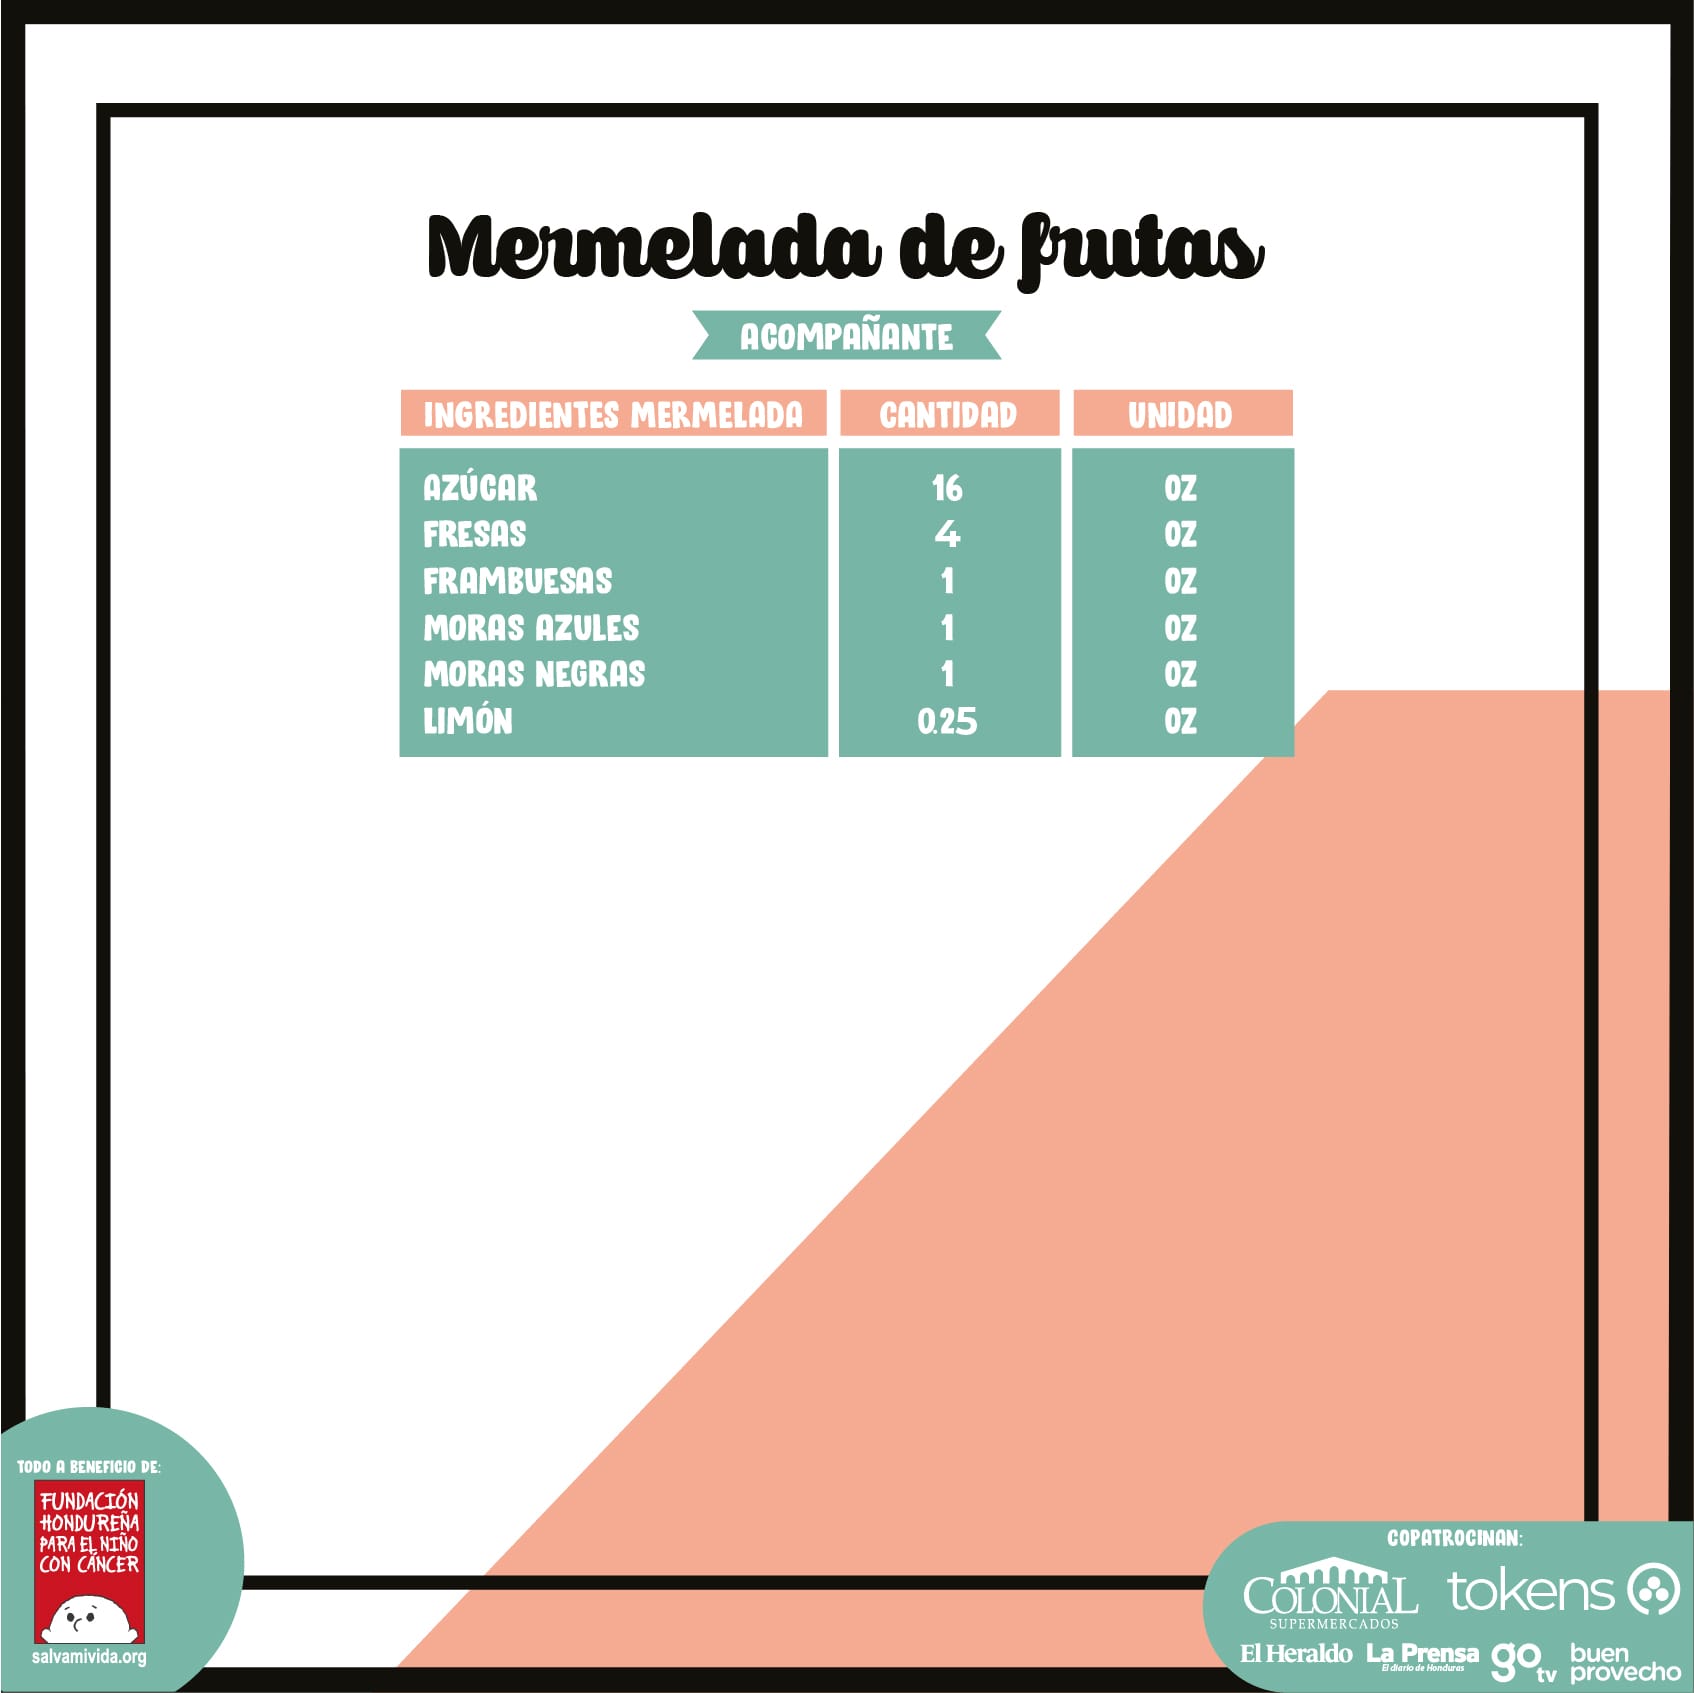 Mermelada de frutas
ACOMPAÑANTE
INGREDIENTES MERMELADA CANTIDAD UNIDAD
AZÚCAR 16 OZ
FRESAS 4 OZ
FRAMBUESAS 1 OZ
MORAS AZULES 1 OZ
MORAS NEGRAS 1 OZ
LIMÓN 0.25 OZ
TODO A BENEFICIO DE:
FUNDACIÓN
HONDUREÑA
PARA EL NIÑO
CON CÁNCER
salvamivida.org
COPATROCINAN:
COLONIAL
SUPERMERCADOS
tokens
El Heraldo
La Prensa
El diario de Honduras
go tv
buen
provecho